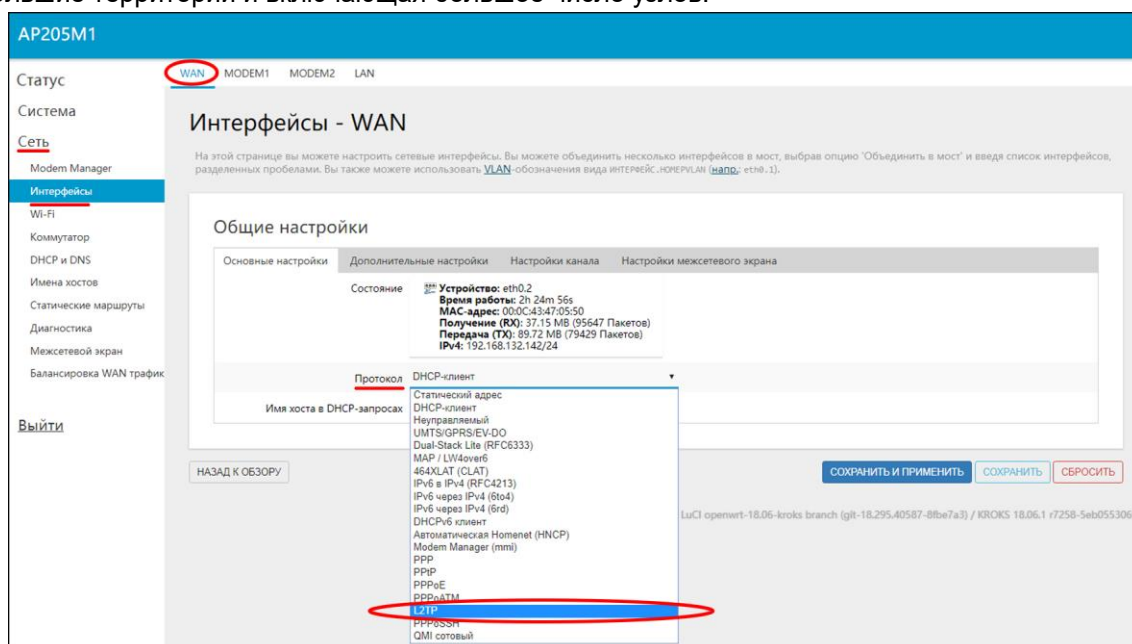 большие территории и включающая большее число узлов.
AP205M1
WAN MODEM1 MODEM2 LAN
Статус
Система
Сеть
Modem Manager
Интерфейсы
Wi-Fi
Коммутатор
DHCP и DNS
Имена хостов
Статические маршруты
Диагностика
Межсетевой экран
Балансировка WAN трафик
Выйти
Интерфейсы - WAN
На этой странице вы можете настроить сетевые интерфейсы. Вы можете объединить несколько интерфейсов в мост, выбрав опцию 'Объединить в мост' и введя список интерфейсов,
разделенных пробелами. Вы также можете использовать VLAN-обозначения вида ИНТЕРФЕЙС.НОМЕРVLAN (напр.: eth0.1).
Общие настройки
Основные настройки Дополнительные настройки Настройки канала Настройки межсетевого экрана
Состояние
Устройство: eth0.2
Время работы: 2h 24m 56s
MAC-адрес: 00:0C:43:47:05:50
Получение (RX): 37.15 MB (95647 Пакетов)
Передача (TX): 89.72 MB (79429 Пакетов)
IPv4: 192.168.132.142/24
Протокол DHCP-клиент
Имя хоста в DHCP-запросах
Статический адрес
DHCP-клиент
Неуправляемый
UMTS/GPRS/EV-DO
Dual-Stack Lite (RFC6333)
MAP / LW4over6
464XLAT (CLAT)
IPv6 в IPv4 (RFC4213)
IPv6 через IPv4 (6to4)
IPv6 через IPv4 (6rd)
DHCPv6 клиент
Автоматическая Homenet (HNCP)
Modem Manager (mmi)
PPP
PPtP
PPPoE
PPPoATM
L2TP
PPPoSSH
QMI сотовый
НАЗАД К ОБЗОРУ
СОХРАНИТЬ И ПРИМЕНИТЬ СОХРАНИТЬ СБРОСИТЬ
LuCI openwrt-18.06-kroks branch (git-18.295.40587-8fbe7a3) / KROKS 18.06.1 r7258-5eb055306